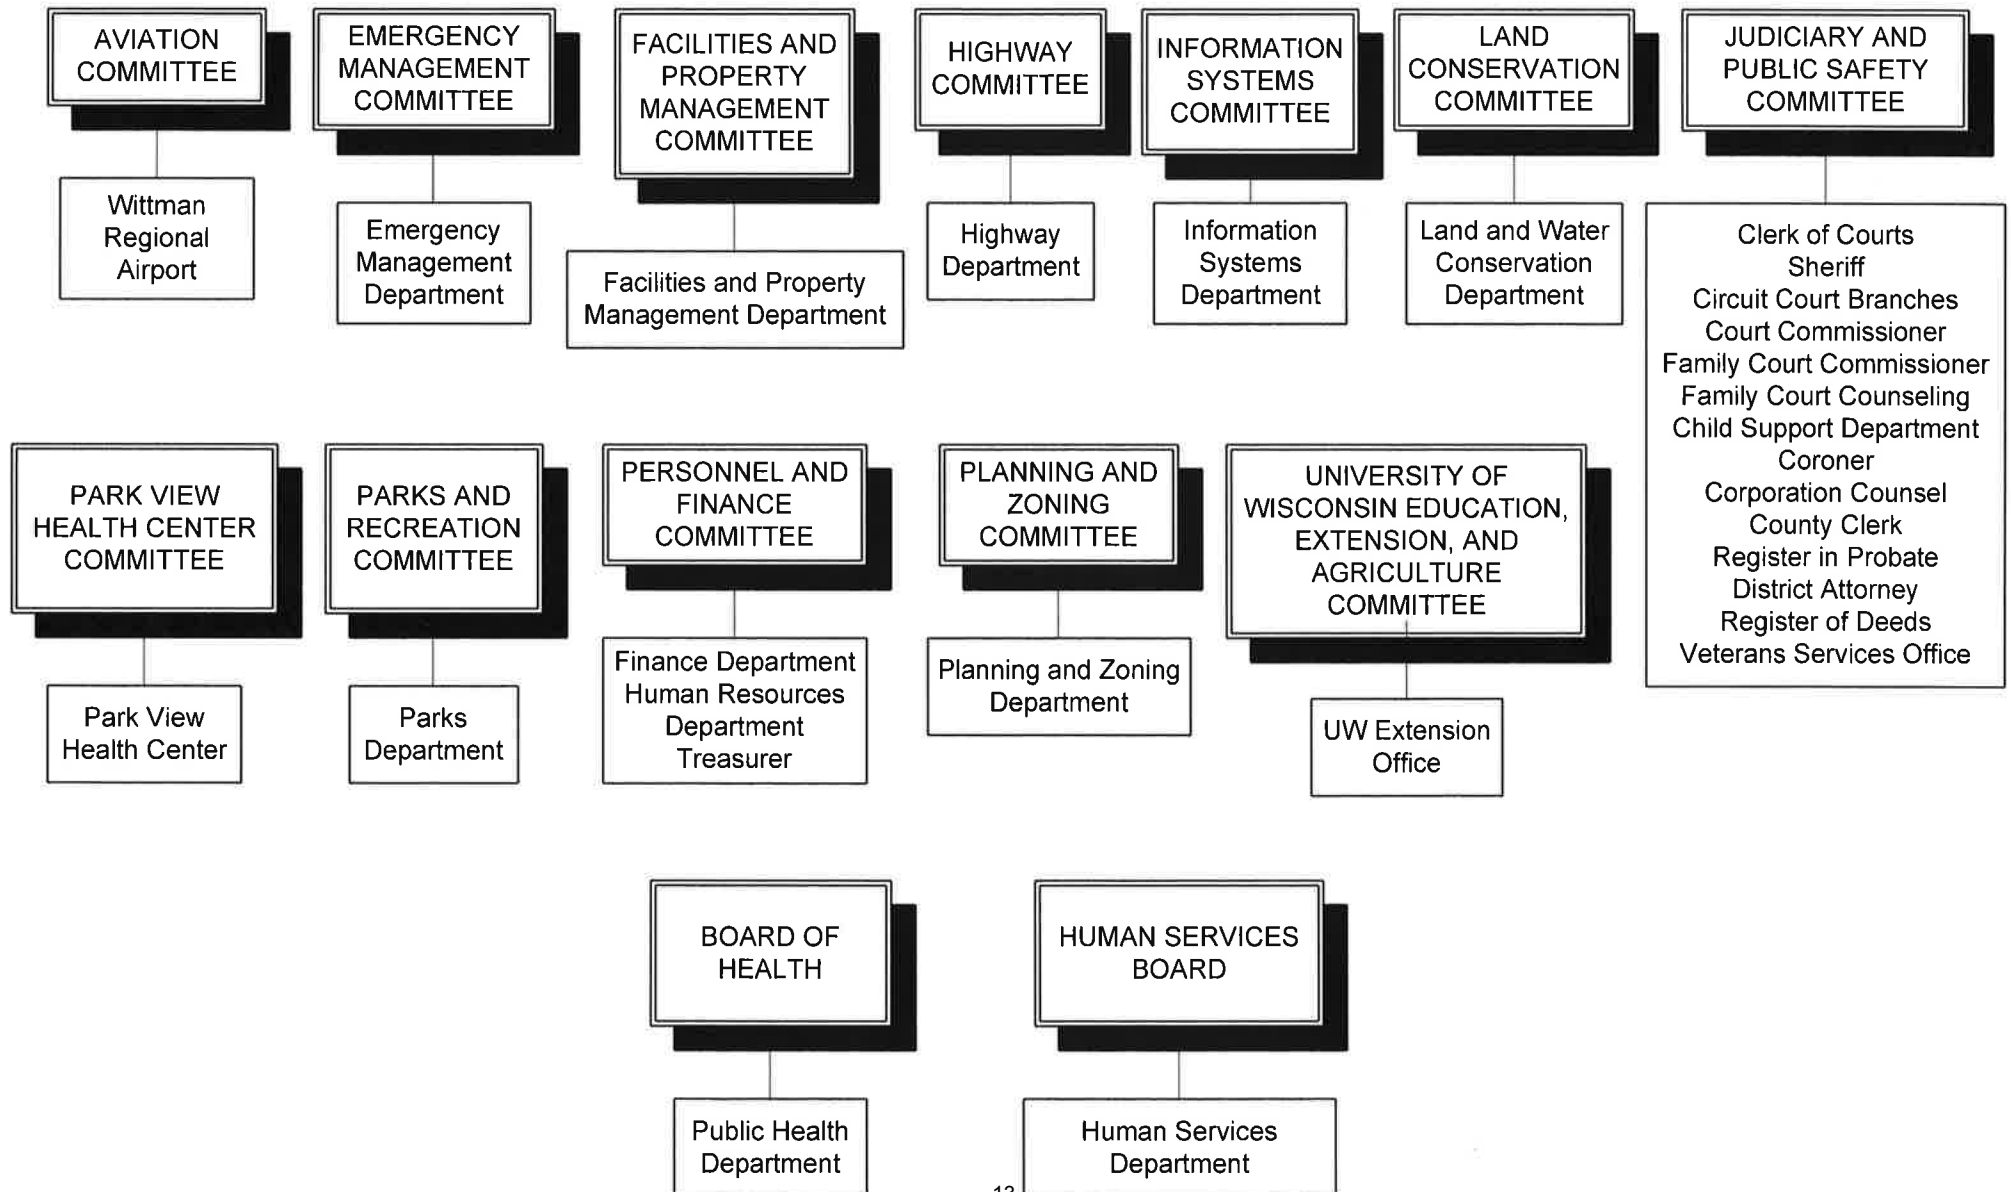 AVIATION
COMMITTEE
EMERGENCY
MANAGEMENT
COMMITTEE
FACILITIES AND
PROPERTY
MANAGEMENT
COMMITTEE
HIGHWAY
COMMITTEE
INFORMATION
SYSTEMS
COMMITTEE
LAND
CONSERVATION
COMMITTEE
JUDICIARY AND
PUBLIC SAFETY
COMMITTEE
Wittman
Regional
Airport
Emergency
Management
Department
Facilities and Property
Management Department
Highway
Department
Information
Systems
Department
Land and Water
Conservation
Department
Clerk of Courts
Sheriff
Circuit Court Branches
Court Commissioner
Family Court Commissioner
Family Court Counseling
Child Support Department
Coroner
Corporation Counsel
County Clerk
Register in Probate
District Attorney
Register of Deeds
Veterans Services Office
PARK VIEW
HEALTH CENTER
COMMITTEE
PARKS AND
RECREATION
COMMITTEE
PERSONNEL AND
FINANCE
COMMITTEE
PLANNING AND
ZONING
COMMITTEE
UNIVERSITY OF
WISCONSIN EDUCATION,
EXTENSION, AND
AGRICULTURE
COMMITTEE
Park View
Health Center
Parks
Department
Finance Department
Human Resources
Department
Treasurer
Planning and Zoning
Department
UW Extension
Office
BOARD OF
HEALTH
HUMAN SERVICES
BOARD
Public Health
Department
Human Services
Department